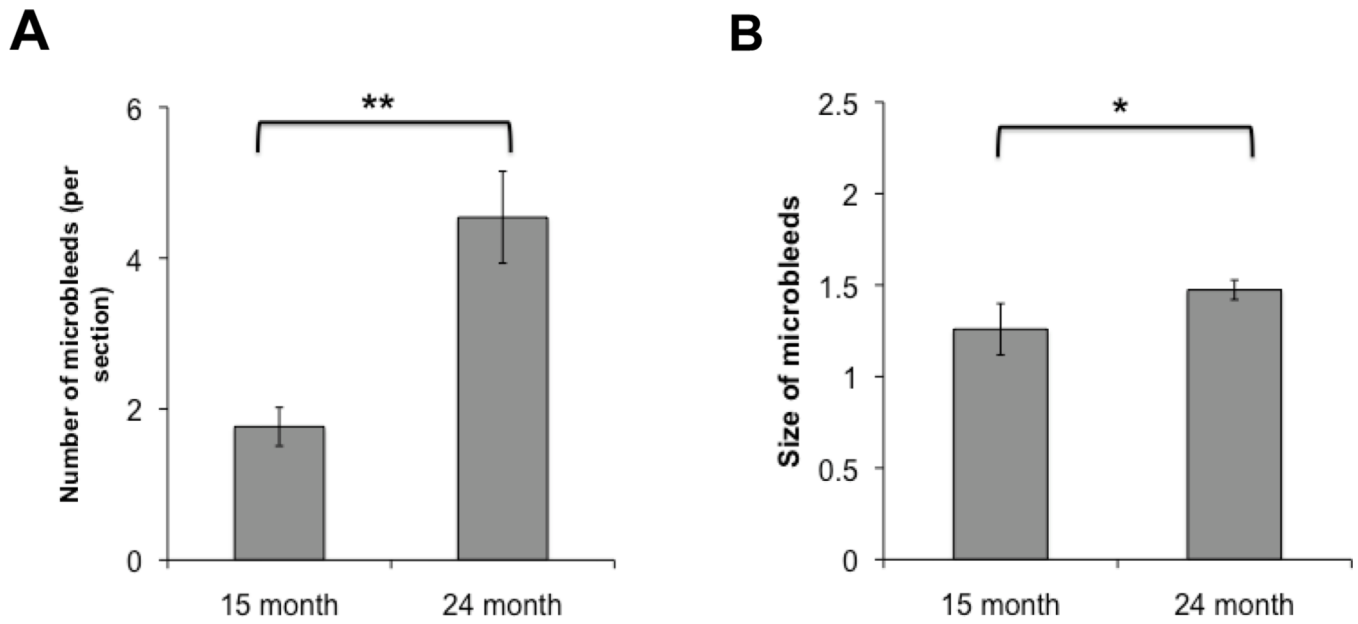 A
Number of microbleeds (per
section)
6
4
2
0
**
15 month
24 month
B
Size of microbleeds
2.5
2
1.5
1
0.5
0
*
15 month
24 month